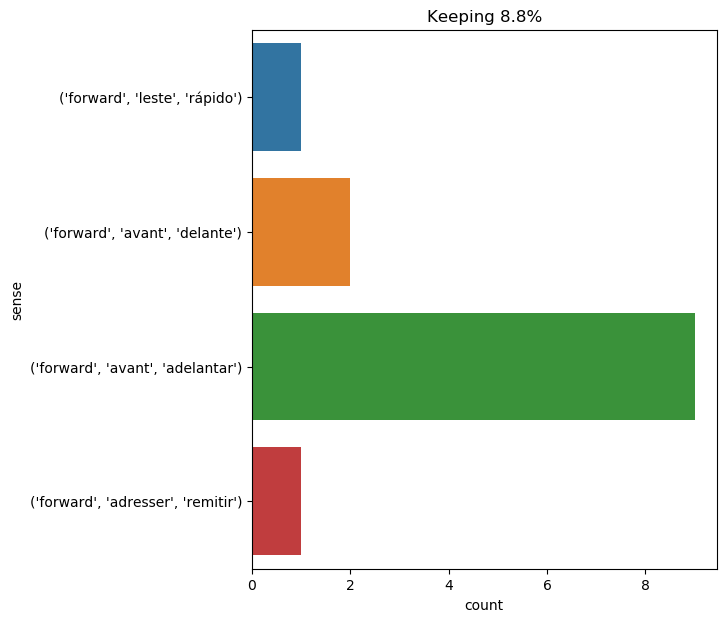 Keeping 8.8%
('forward', 'leste', 'rápido')
('forward', 'avant', 'delante')
('forward', 'avant', 'adelantar')
('forward', 'adresser', 'remitir')
sense
0 2 4 6 8
count